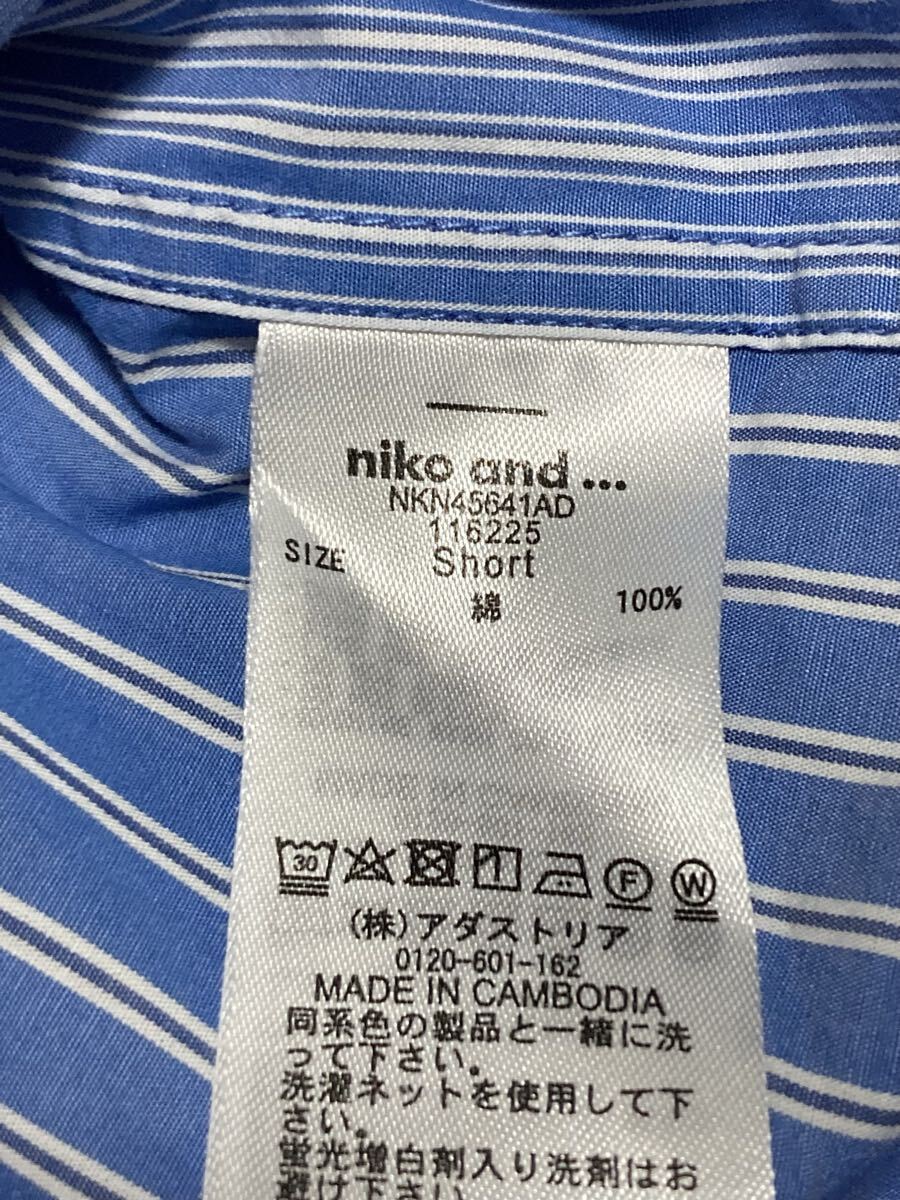 niko and ...
NKN45641AD
116225
SIZE Short
綿 100%
30
F W
(株)アダストリア
0120-601-162
MADE IN CAMBODIA
同系色の製品と一緒に洗
って下さい。
洗濯ネットを使用して下
さい。
蛍光増白剤入り洗剤はお
避け下さい